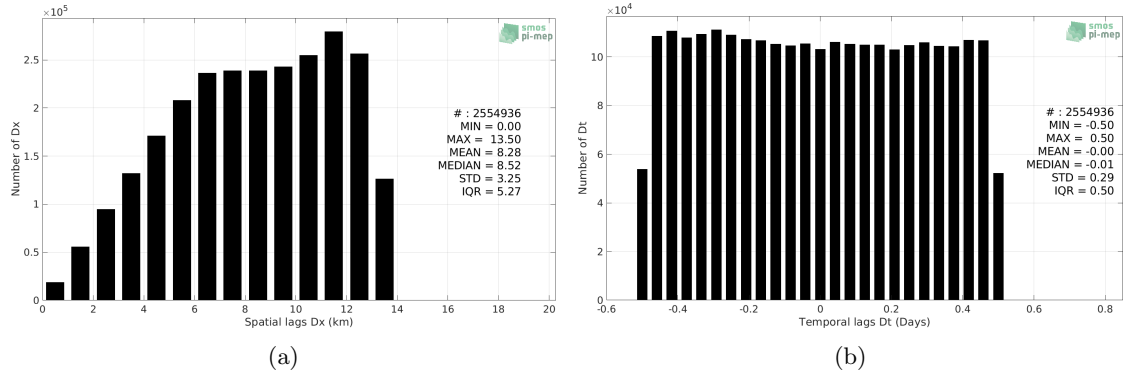 ×10⁵
2.5
2
1.5
1
0.5
0
0 2 4 6 8 10 12 14 16 18 20
Number of Dx
Spatial lags Dx (km)
smos
pi-mep
# : 2554936
MIN = 0.00
MAX = 13.50
MEAN = 8.28
MEDIAN = 8.52
STD = 3.25
IQR = 5.27
(a)
×10⁴
10
8
6
4
2
0
-0.6 -0.4 -0.2 0 0.2 0.4 0.6 0.8
Number of Dt
Temporal lags Dt (Days)
smos
pi-mep
# : 2554936
MIN = -0.50
MAX = 0.50
MEAN = -0.00
MEDIAN = -0.01
STD = 0.29
IQR = 0.50
(b)